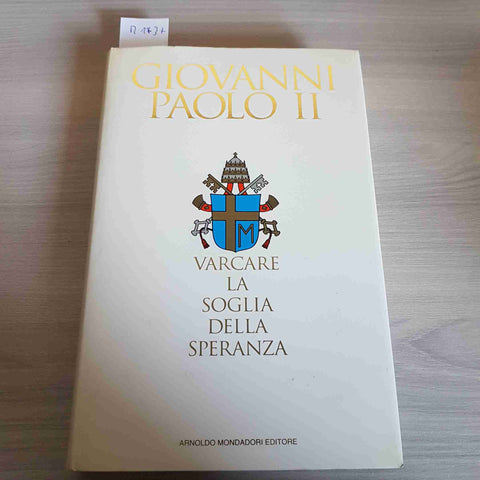 GIOVANNI
PAOLO II
M
VARCARE
LA
SOGLIA
DELLA
SPERANZA
ARNOLDO MONDADORI EDITORE